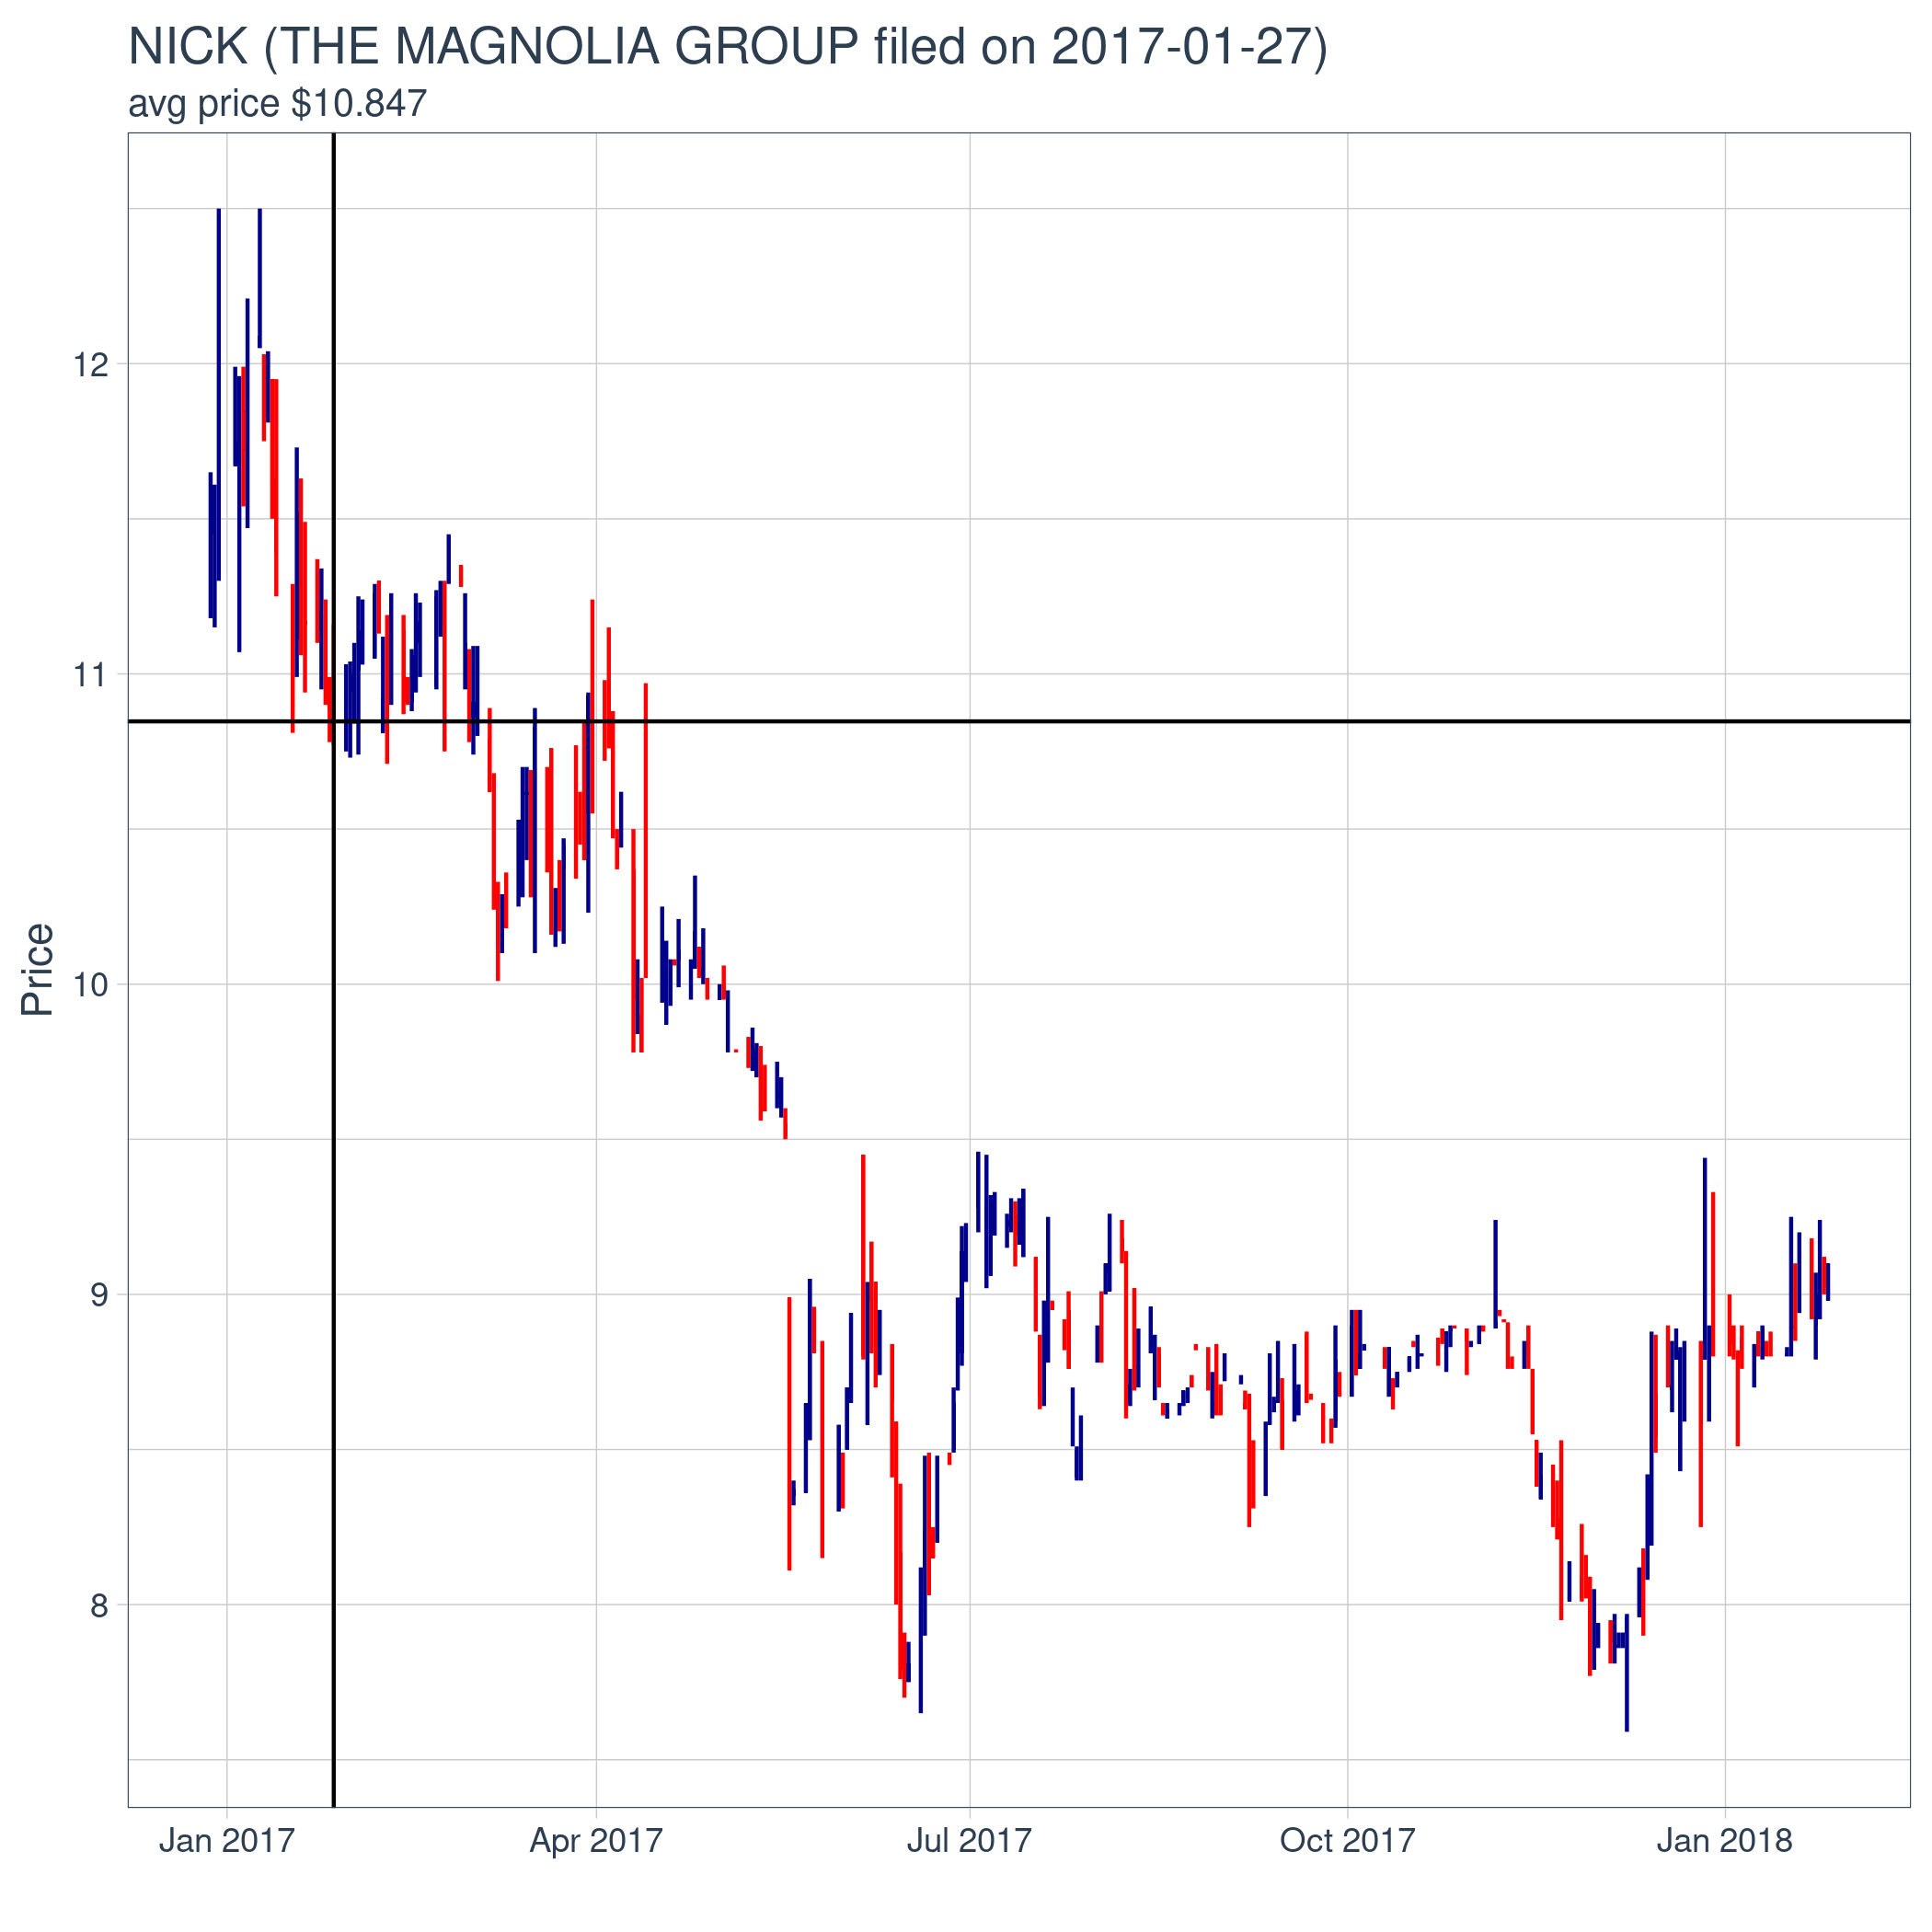 NICK (THE MAGNOLIA GROUP filed on 2017-01-27)
avg price $10.847
12
11
10
9
8
Price
Jan 2017
Apr 2017
Jul 2017
Oct 2017
Jan 2018